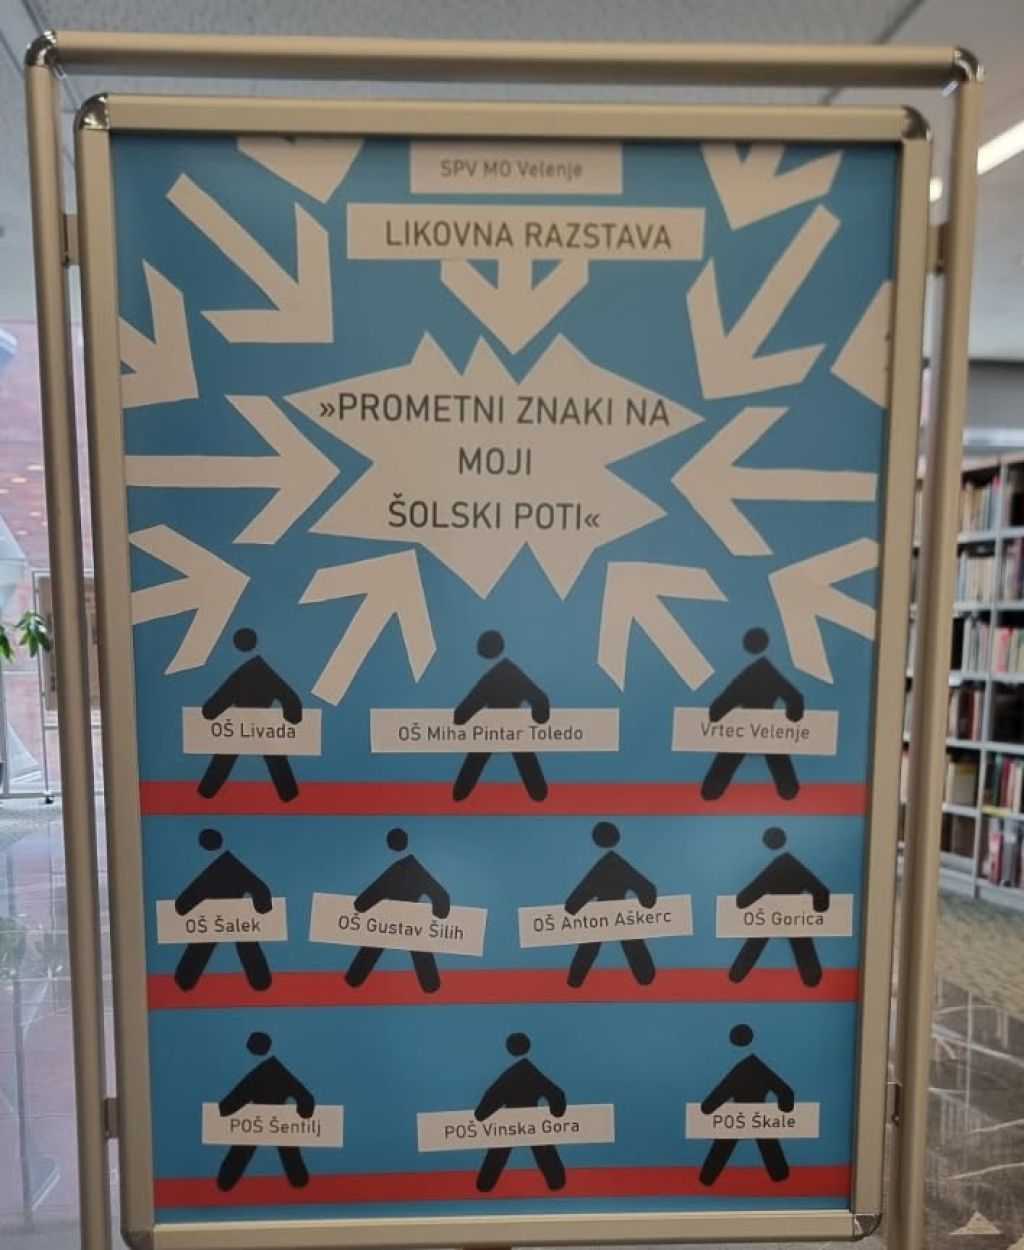 SPV MO Velenje
LIKOVNA RAZSTAVA
»PROMETNI ZNAKI NA
MOJI
ŠOLSKI POTI«
OŠ Livada
OŠ Miha Pintar Toledo
Vrtec Velenje
OŠ Šalek
OŠ Gustav Šilih
OŠ Anton Aškerc
OŠ Gorica
POŠ Šentilj
POŠ Vinska Gora
POŠ Škale